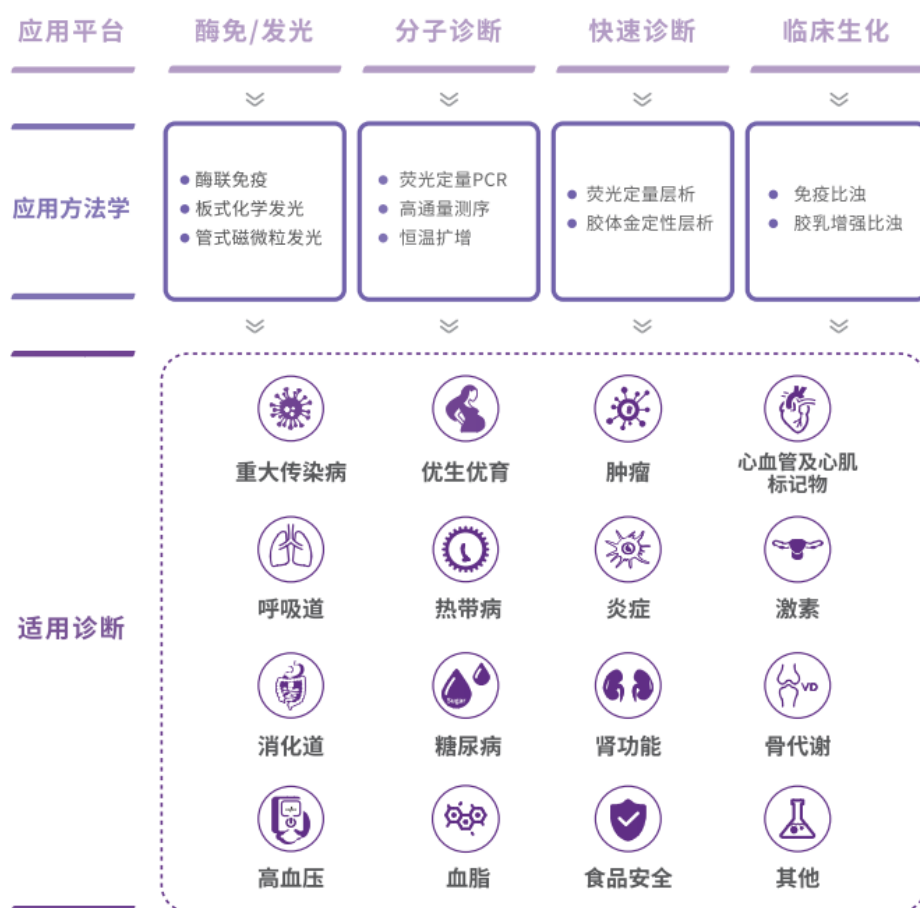 应用平台
酶免/发光
分子诊断
快速诊断
临床生化
应用方法学
酶联免疫
板式化学发光
管式磁微粒发光
荧光定量PCR
高通量测序
恒温扩增
荧光定量层析
胶体金定性层析
免疫比浊
胶乳增强比浊
适用诊断
重大传染病
优生优育
肿瘤
心血管及心肌
标记物
呼吸道
热带病
炎症
激素
消化道
Sugar
糖尿病
肾功能
VD
骨代谢
高血压
血脂
食品安全
其他